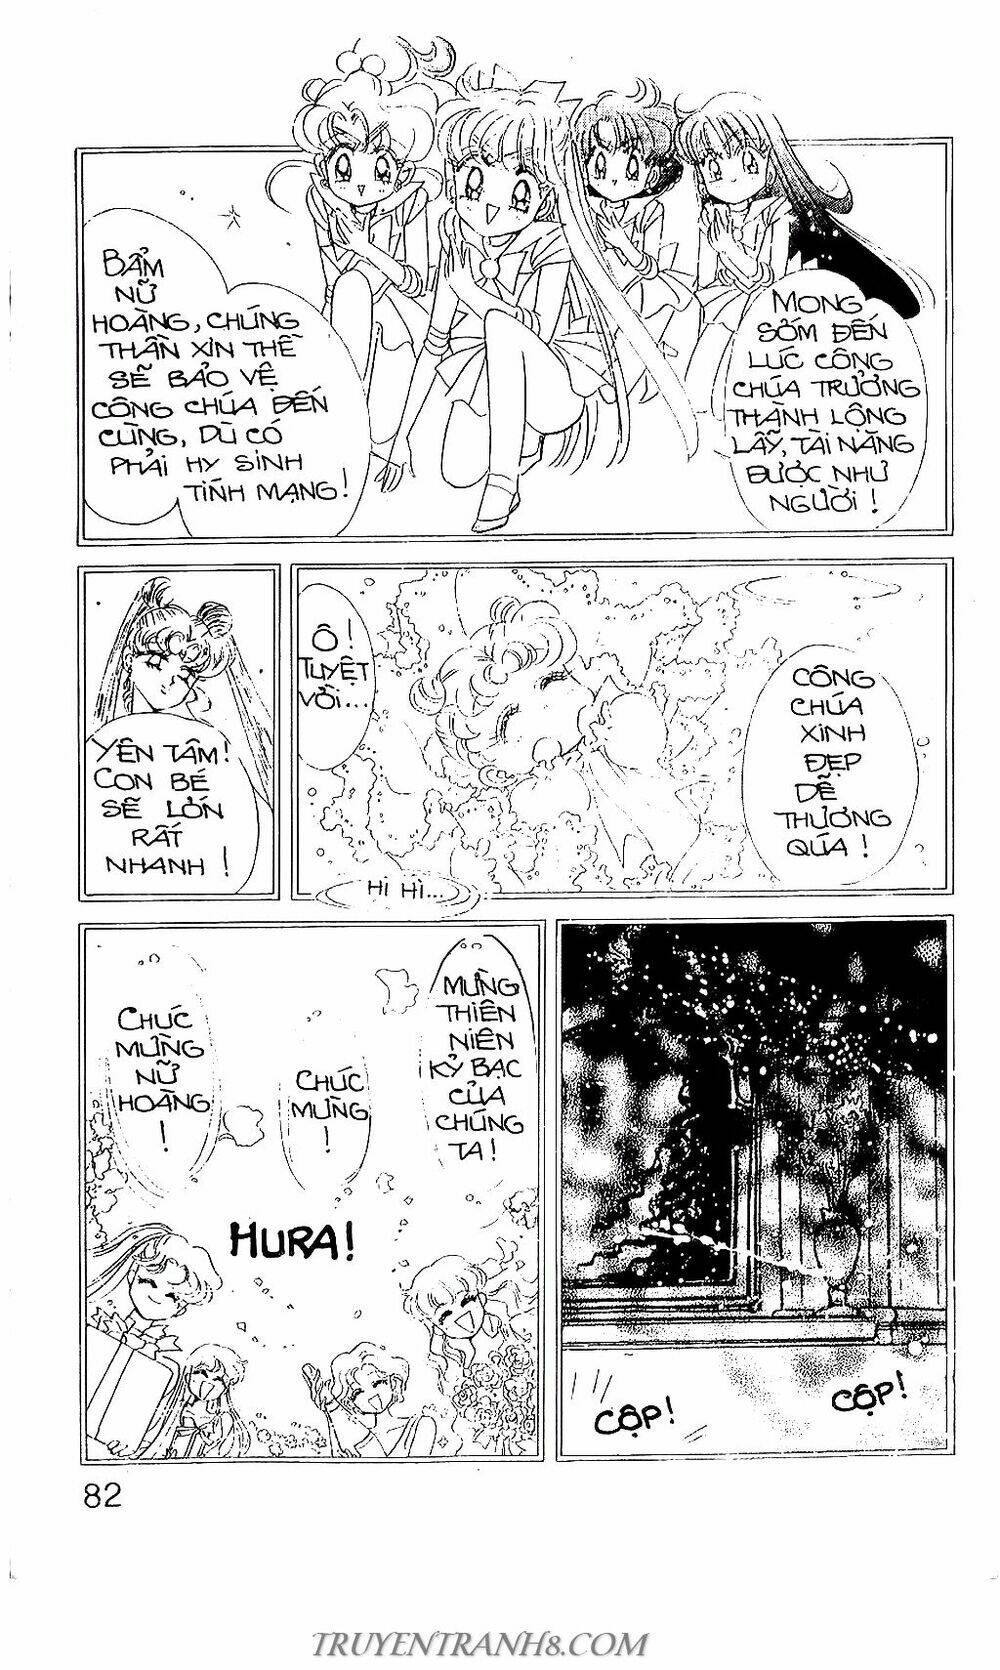 BẨM
NỮ
HOÀNG, CHÚNG
THẦN XIN THỀ
SẼ BẢO VỆ
CÔNG CHÚA ĐẾN
CÙNG, DÙ CÓ
PHẢI HY SINH
TÍNH MẠNG!
MONG
SỚM ĐẾN
LÚC CÔNG
CHÚA TRƯỞNG
THÀNH LỘNG
LẪY, TÀI NĂNG
ĐƯỢC NHƯ
NGƯỜI!
YÊN TÂM!
CON BÉ
SẼ LỚN
RẤT
NHANH!
Ô!
TUYỆT
VỜI...
CÔNG
CHÚA
XINH
ĐẸP
DỄ
THƯƠNG
QÚA!
HÌ HÌ...
CHÚC
MỪNG
NỮ
HOÀNG
!
CHÚC
MỪNG
!
MỪNG
THIÊN
NIÊN
KỶ BẠC
CỦA
CHÚNG
TA!
HURA!
CỘP!
CỘP!
82
TRUYENTRANH8.COM